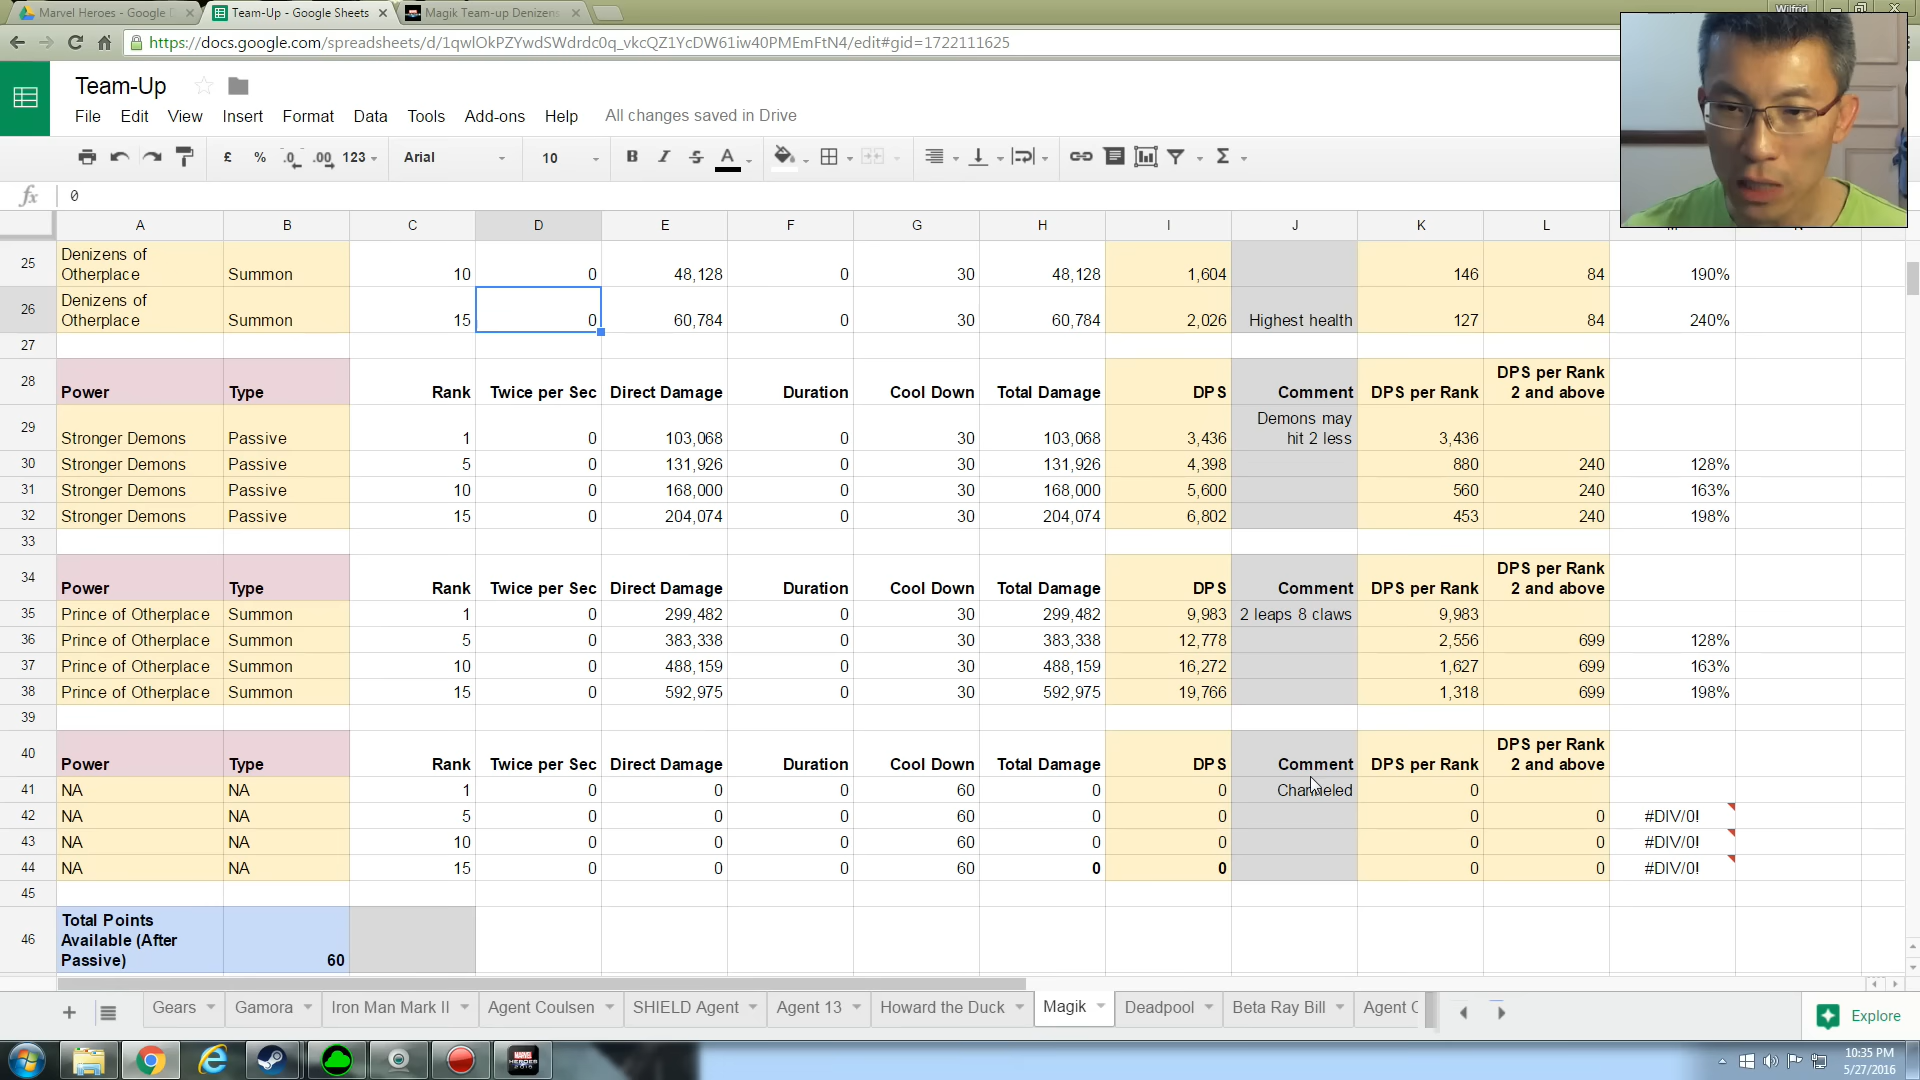 Marvel Heroes - Google D
Team-Up - Google Sheets
Magik Team-up Denizens
Wilfrid
https://docs.google.com/spreadsheets/d/1qwlOkPZYwdSWdrdc0q_vkcQZ1YcDW61iw40PMEmFtN4/edit#gid=1722111625
Team-Up
File Edit View Insert Format Data Tools Add-ons Help All changes saved in Drive
£ % .0 .00 123 Arial 10 B I S A Σ
fx 0
A B C D E F G H I J K L
25 Denizens of Otherplace Summon 10 0 48,128 0 30 48,128 1,604 146 84 190%
26 Denizens of Otherplace Summon 15 0 60,784 0 30 60,784 2,026 Highest health 127 84 240%
27
28 Power Type Rank Twice per Sec Direct Damage Duration Cool Down Total Damage DPS Comment DPS per Rank DPS per Rank 2 and above
29 Stronger Demons Passive 1 0 103,068 0 30 103,068 3,436 Demons may hit 2 less 3,436
30 Stronger Demons Passive 5 0 131,926 0 30 131,926 4,398 880 240 128%
31 Stronger Demons Passive 10 0 168,000 0 30 168,000 5,600 560 240 163%
32 Stronger Demons Passive 15 0 204,074 0 30 204,074 6,802 453 240 198%
33
34 Power Type Rank Twice per Sec Direct Damage Duration Cool Down Total Damage DPS Comment DPS per Rank DPS per Rank 2 and above
35 Prince of Otherplace Summon 1 0 299,482 0 30 299,482 9,983 2 leaps 8 claws 9,983
36 Prince of Otherplace Summon 5 0 383,338 0 30 383,338 12,778 2,556 699 128%
37 Prince of Otherplace Summon 10 0 488,159 0 30 488,159 16,272 1,627 699 163%
38 Prince of Otherplace Summon 15 0 592,975 0 30 592,975 19,766 1,318 699 198%
39
40 Power Type Rank Twice per Sec Direct Damage Duration Cool Down Total Damage DPS Comment DPS per Rank DPS per Rank 2 and above
41 NA NA 1 0 0 0 60 0 0 Channeled 0
42 NA NA 5 0 0 0 60 0 0 0 0 #DIV/0!
43 NA NA 10 0 0 0 60 0 0 0 0 #DIV/0!
44 NA NA 15 0 0 0 60 0 0 0 0 #DIV/0!
45
46 Total Points Available (After Passive) 60
Gears Gamora Iron Man Mark II Agent Coulsen SHIELD Agent Agent 13 Howard the Duck Magik Deadpool Beta Ray Bill Agent C Explore
10:35 PM
5/27/2016